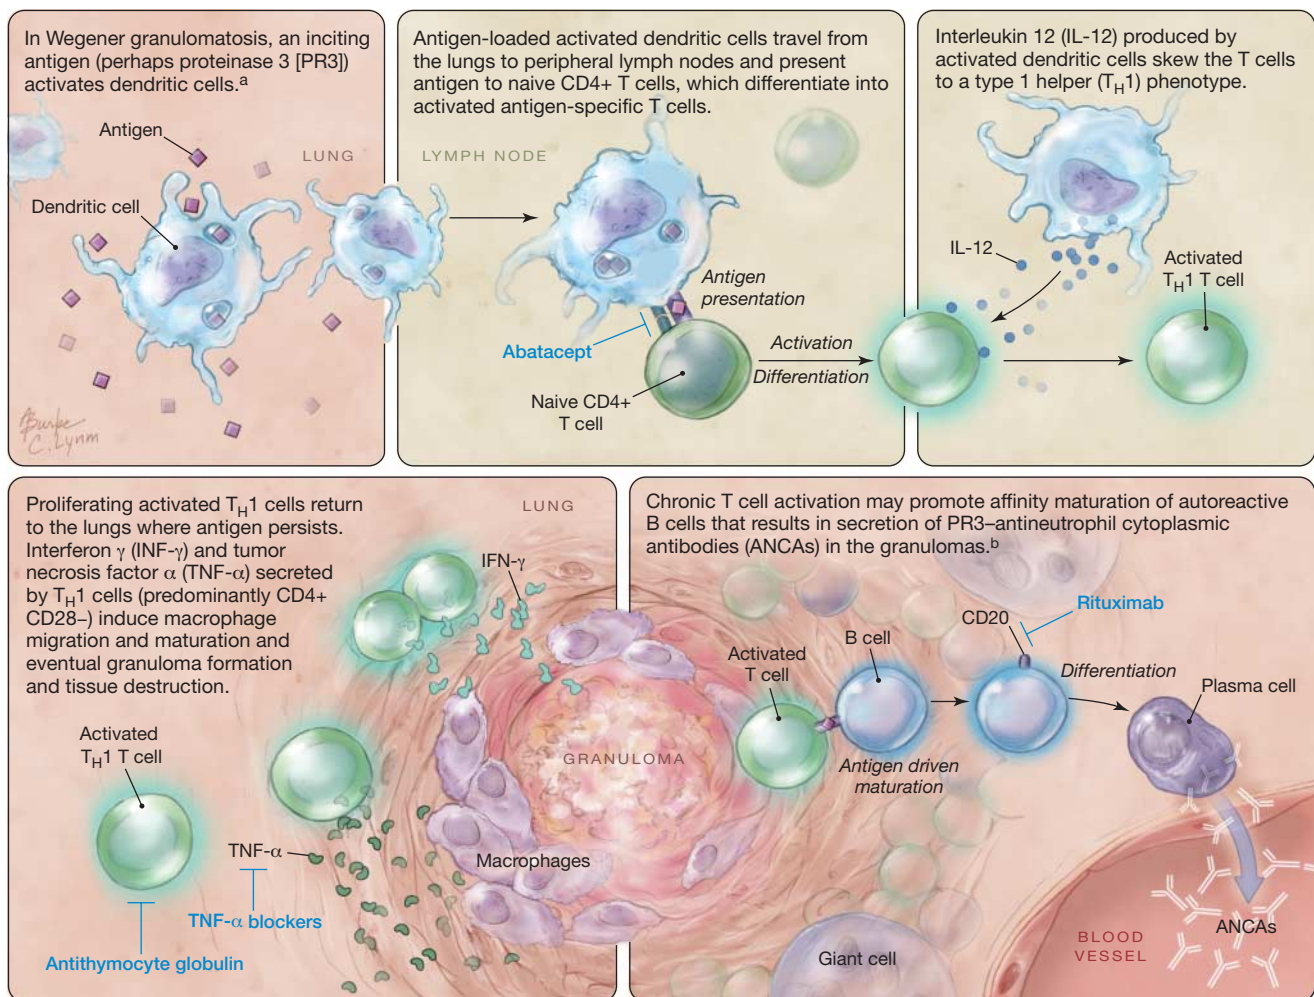 In Wegener granulomatosis, an inciting
antigen (perhaps proteinase 3 [PR3])
activates dendritic cells.a
Antigen
LUNG
Dendritic cell
Burke
C. Lynm
Antigen-loaded activated dendritic cells travel from
the lungs to peripheral lymph nodes and present
antigen to naive CD4+ T cells, which differentiate into
activated antigen-specific T cells.
LYMPH NODE
Antigen
presentation
Abatacept
Activation
Differentiation
Naive CD4+
T cell
Interleukin 12 (IL-12) produced by
activated dendritic cells skew the T cells
to a type 1 helper (TH1) phenotype.
IL-12
Activated
TH1 T cell
Proliferating activated TH1 cells return
to the lungs where antigen persists.
Interferon γ (INF-γ) and tumor
necrosis factor α (TNF-α) secreted
by TH1 cells (predominantly CD4+
CD28–) induce macrophage
migration and maturation and
eventual granuloma formation
and tissue destruction.
LUNG
IFN-γ
Activated
TH1 T cell
TNF-α
TNF-α blockers
Antithymocyte globulin
Macrophages
GRANULOMA
Chronic T cell activation may promote affinity maturation of autoreactive
B cells that results in secretion of PR3–antineutrophil cytoplasmic
antibodies (ANCAs) in the granulomas.b
Rituximab
CD20
B cell
Activated
T cell
Differentiation
Plasma cell
Antigen driven
maturation
Giant cell
BLOOD
VESSEL
ANCAs